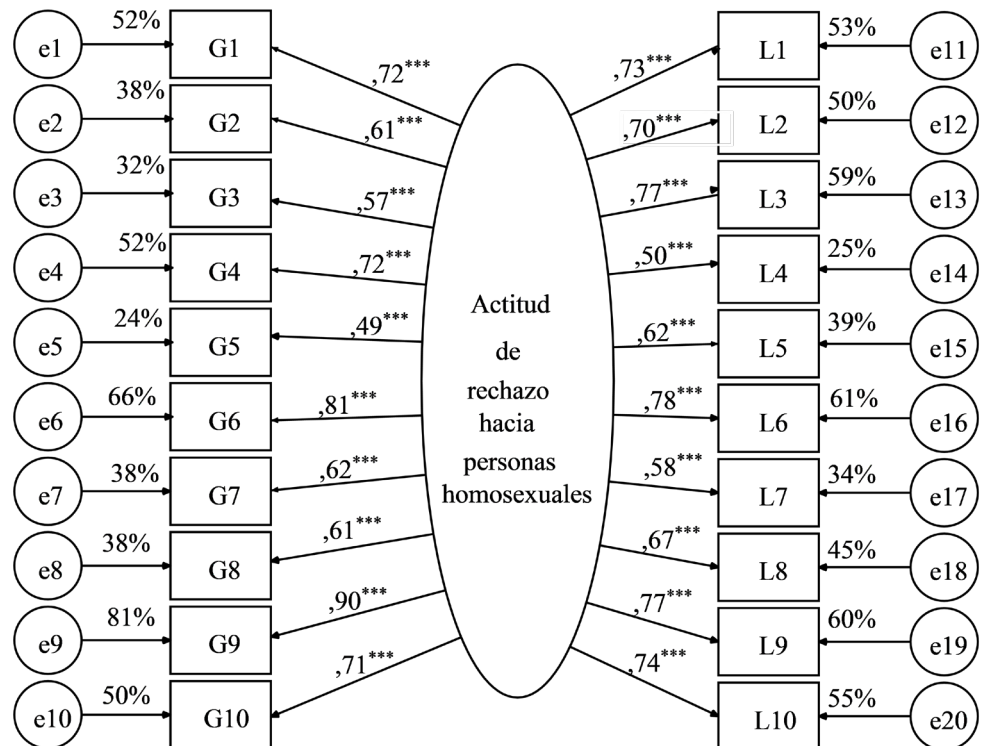 e1 52% G1 ,72*** ,73*** L1 53% e11
e2 38% G2 ,61*** ,70*** L2 50% e12
e3 32% G3 ,57*** ,77*** L3 59% e13
e4 52% G4 ,72*** ,50*** L4 25% e14
e5 24% G5 ,49*** ,62*** L5 39% e15
e6 66% G6 ,81*** ,78*** L6 61% e16
e7 38% G7 ,62*** ,58*** L7 34% e17
e8 38% G8 ,61*** ,67*** L8 45% e18
e9 81% G9 ,90*** ,77*** L9 60% e19
e10 50% G10 ,71*** ,74*** L10 55% e20
Actitud
de
rechazo
hacia
personas
homosexuales